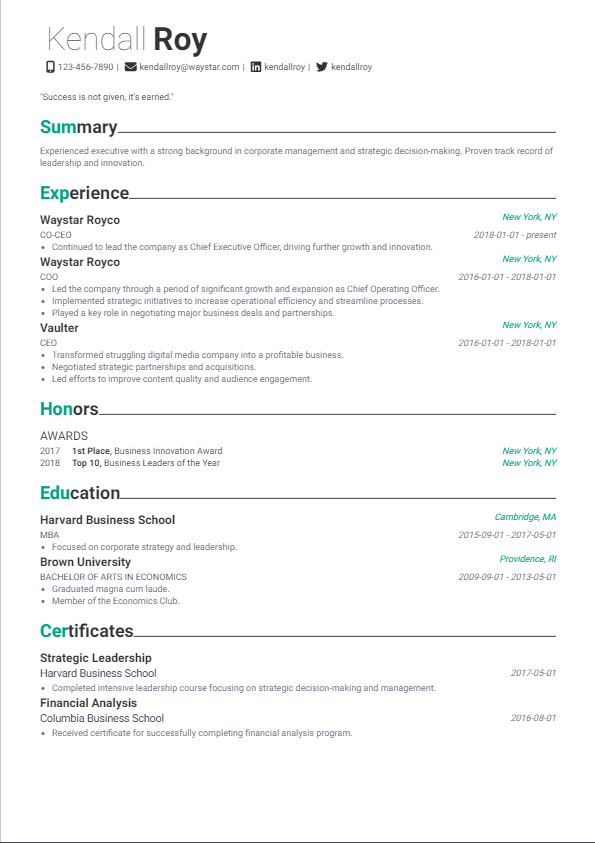 Kendall Roy
123-456-7890 | kendallroy@waystar.com | kendallroy | kendallroy
"Success is not given, it's earned."
Summary
Experienced executive with a strong background in corporate management and strategic decision-making. Proven track record of
leadership and innovation.
Experience
Waystar Royco New York, NY
CO-CEO 2018-01-01 - present
• Continued to lead the company as Chief Executive Officer, driving further growth and innovation.
Waystar Royco New York, NY
COO 2016-01-01 - 2018-01-01
• Led the company through a period of significant growth and expansion as Chief Operating Officer.
• Implemented strategic initiatives to increase operational efficiency and streamline processes.
• Played a key role in negotiating major business deals and partnerships.
Vaulter New York, NY
CEO 2016-01-01 - 2018-01-01
• Transformed struggling digital media company into a profitable business.
• Negotiated strategic partnerships and acquisitions.
• Led efforts to improve content quality and audience engagement.
Honors
AWARDS
2017 1st Place, Business Innovation Award New York, NY
2018 Top 10, Business Leaders of the Year New York, NY
Education
Harvard Business School Cambridge, MA
MBA 2015-09-01 - 2017-05-01
• Focused on corporate strategy and leadership.
Brown University Providence, RI
BACHELOR OF ARTS IN ECONOMICS 2009-09-01 - 2013-05-01
• Graduated magna cum laude.
• Member of the Economics Club.
Certificates
Strategic Leadership
Harvard Business School 2017-05-01
• Completed intensive leadership course focusing on strategic decision-making and management.
Financial Analysis
Columbia Business School 2016-08-01
• Received certificate for successfully completing financial analysis program.